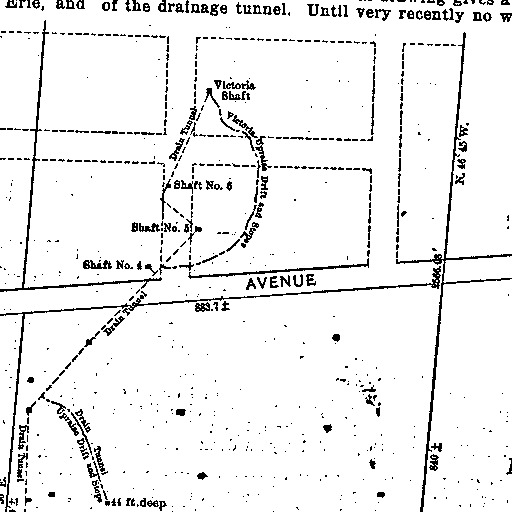 Erie, and of the drainage tunnel. Until very recently no w
Victoria
Shaft
Drain Tunnel
Victoria Upraise Drift and Stopes
N. 46°45' W.
Shaft No. 6
Shaft No. 5
Shaft No. 4
AVENUE
883.7 ±
Drain Tunnel
Drain Tunnel
Upraise Drift and Stope
Drain Tunnel
44 ft. deep
840 ±